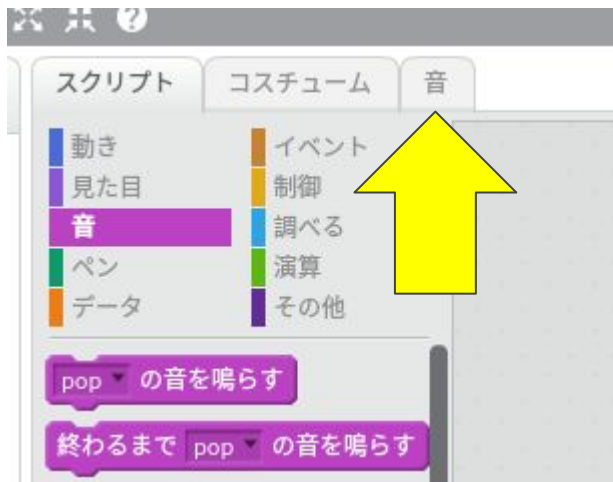 ?
スクリプト コスチューム 音
動き イベント
見た目 制御
音 調べる
ペン 演算
データ その他
pop の音を鳴らす
終わるまで pop の音を鳴らす